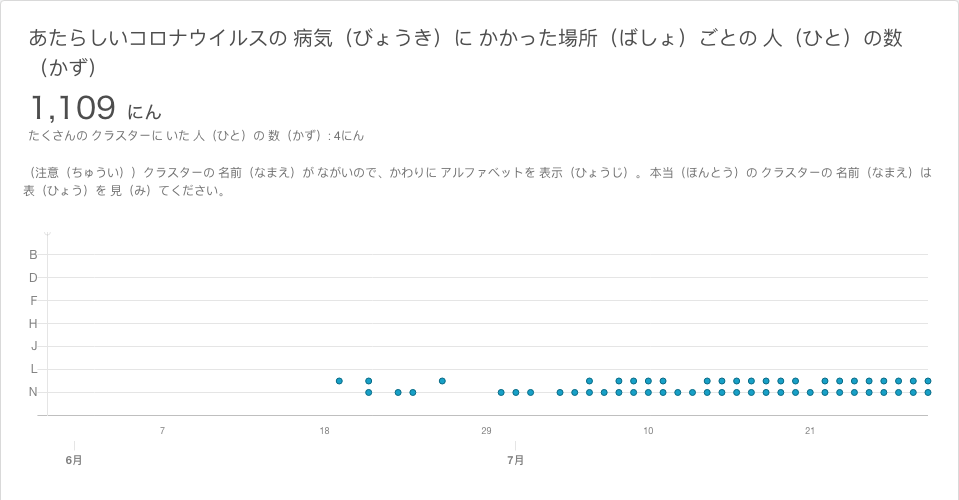 あたらしいコロナウイルスの 病気（びょうき）に かかった場所（ばしょ）ごとの 人（ひと）の数
（かず）
1,109 にん
たくさんの クラスターに いた 人（ひと）の 数（かず）: 4にん
（注意（ちゅうい））クラスターの 名前（なまえ）が ながいので、かわりに アルファベットを 表示（ひょうじ）。 本当（ほんとう）の クラスターの 名前（なまえ）は
表（ひょう）を 見（み）てください。
B
D
F
H
J
L
N
7 18 29 10 21
6月 7月